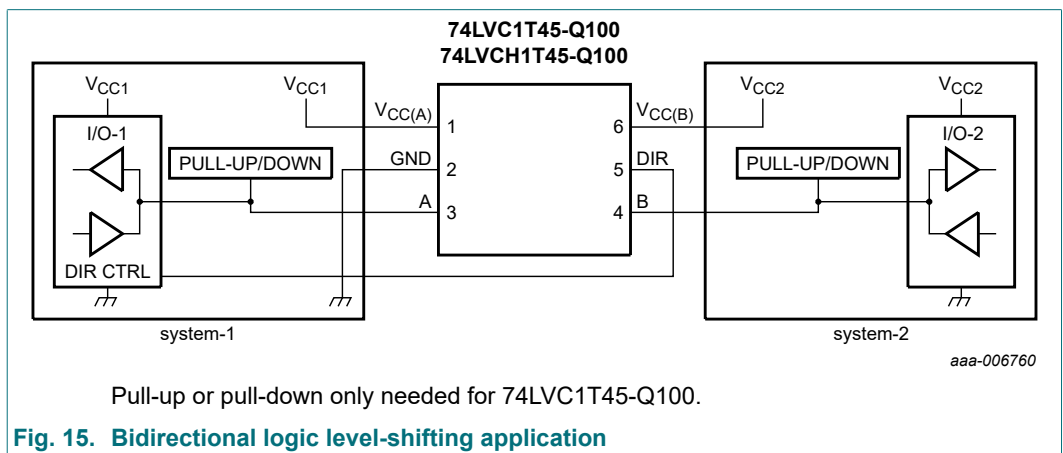 74LVC1T45-Q100
74LVCH1T45-Q100
VCC1
VCC1
VCC(A)
VCC(B)
VCC2
VCC2
I/O-1
1
6
I/O-2
PULL-UP/DOWN
GND
2
5
DIR
PULL-UP/DOWN
A
3
4
B
DIR CTRL
system-1
system-2
aaa-006760
Pull-up or pull-down only needed for 74LVC1T45-Q100.
Fig. 15. Bidirectional logic level-shifting application